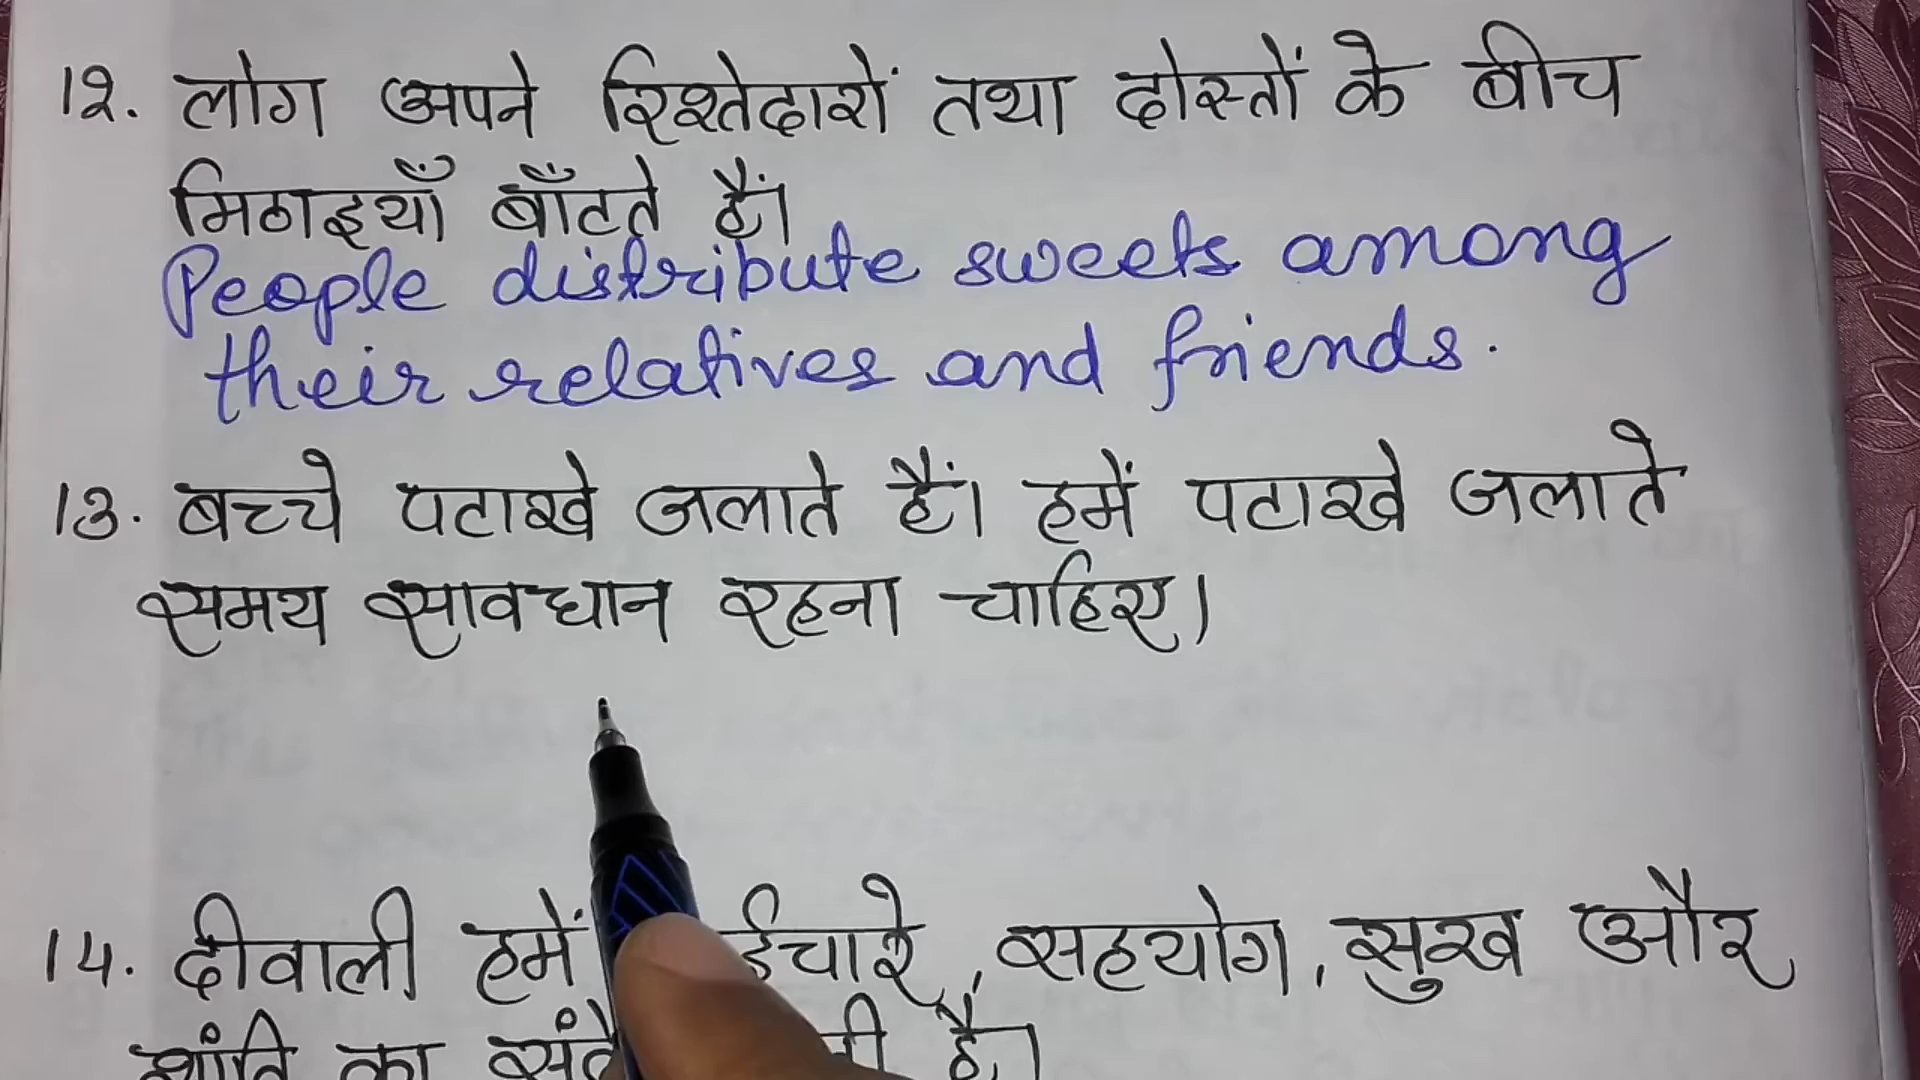 12. लोग अपने रिश्तेदारों तथा दोस्तों के बीच
मिठाइयाँ बाँटते हैं।
People distribute sweets among
their relatives and friends.
13. बच्चे पटाखे जलाते हैं। हमें पटाखे जलाते
समय सावधान रहना चाहिए।
14. दीवाली हमें सहयोग, सुख और
शांति का है।